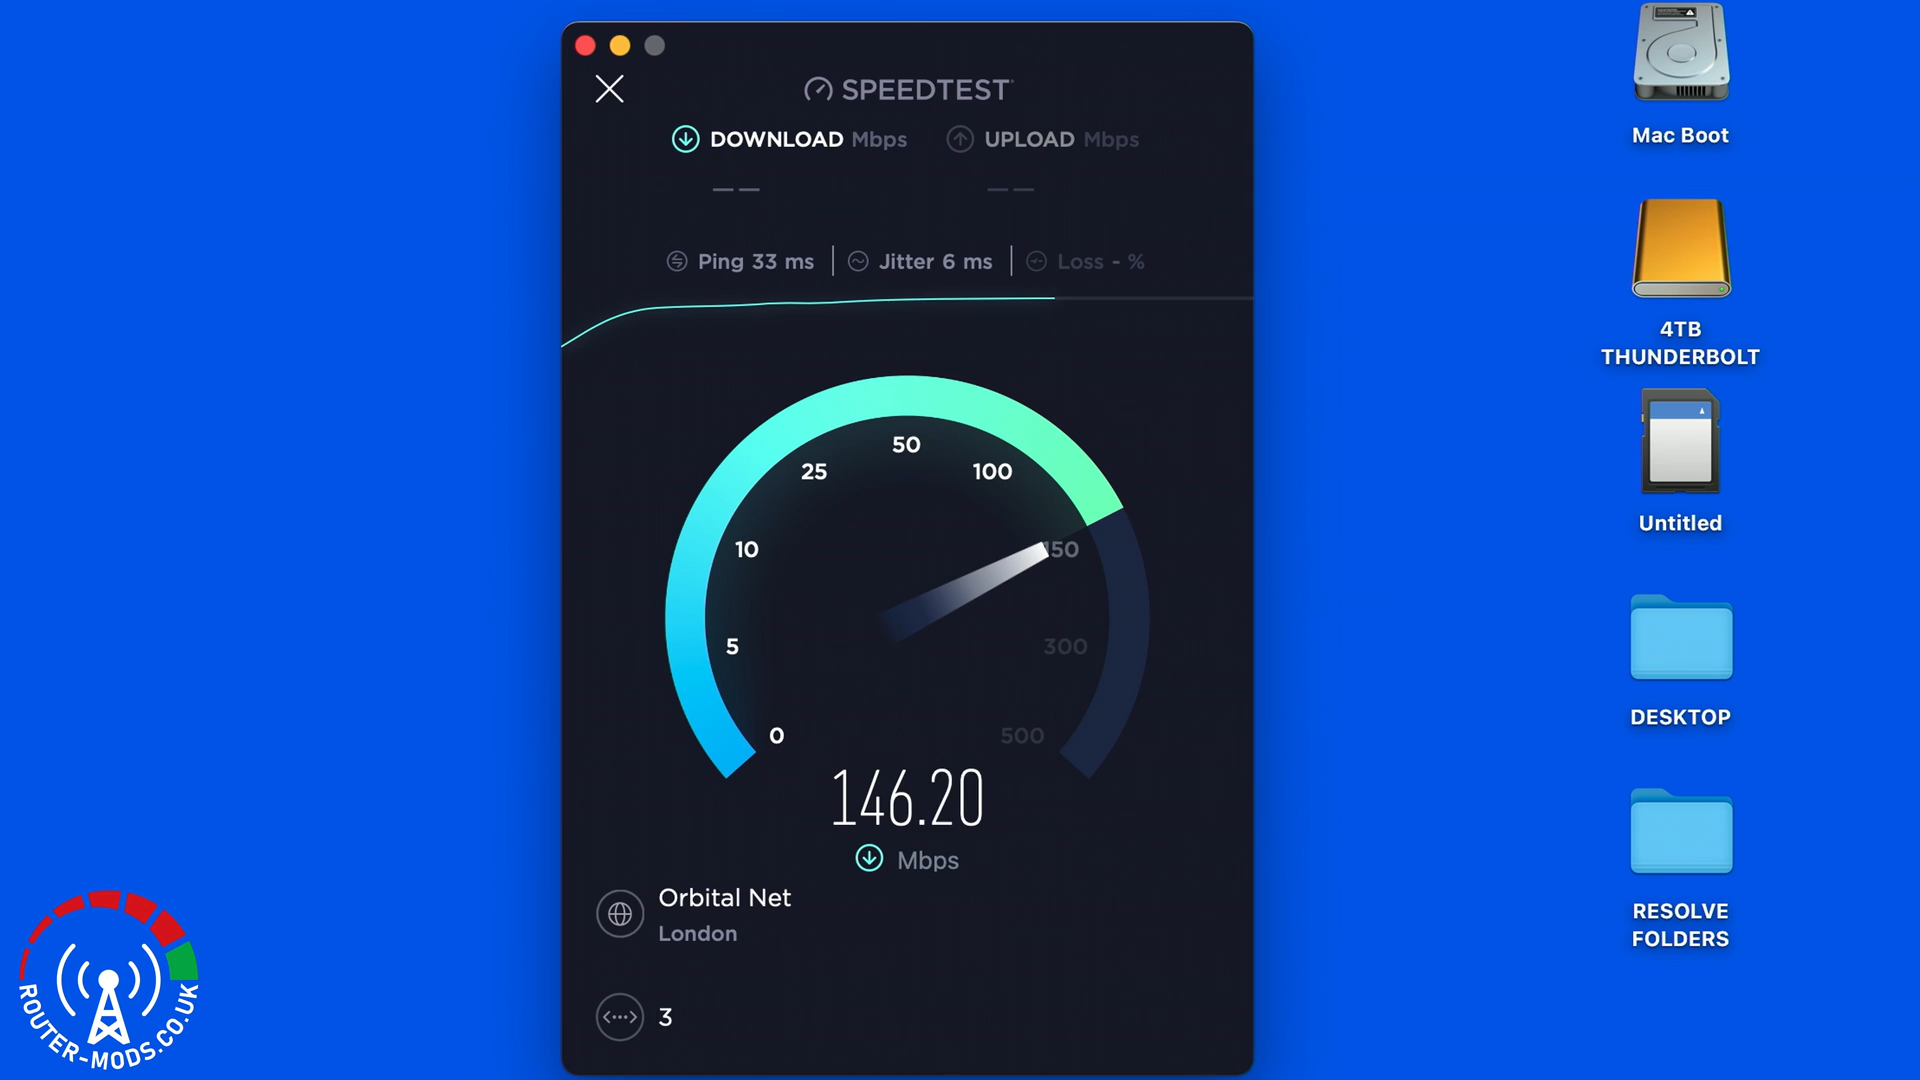 SPEEDTEST
DOWNLOAD Mbps
UPLOAD Mbps
— —
— —
Ping 33 ms
Jitter 6 ms
Loss - %
0
5
10
25
50
100
150
300
500
146.20
Mbps
Orbital Net
London
3
Mac Boot
4TB
THUNDERBOLT
Untitled
DESKTOP
RESOLVE
FOLDERS
ROUTER-MODS.CO.UK